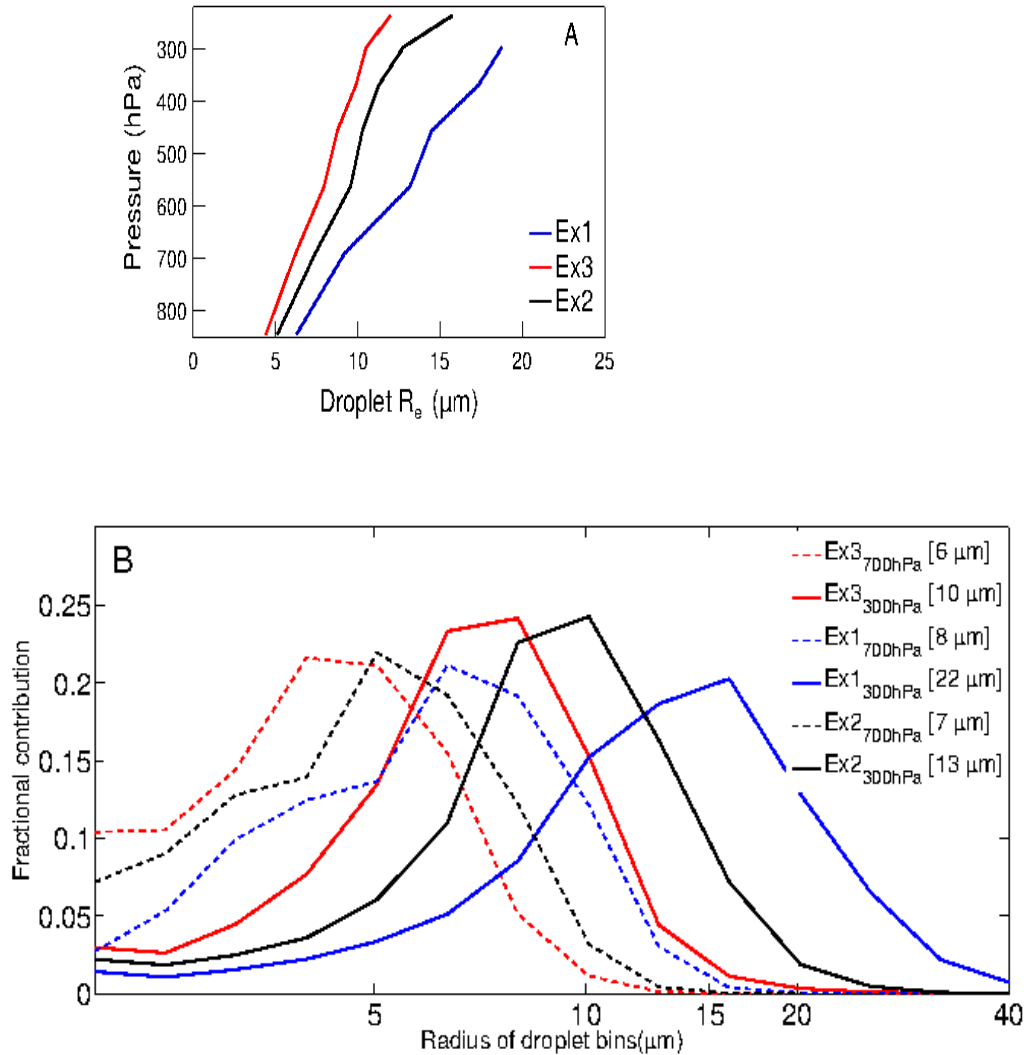 A
300
400
500
600
700
800
Pressure (hPa)
Ex1
Ex3
Ex2
0 5 10 15 20 25
Droplet Re (μm)
B
Ex3700hPa [6 μm]
Ex3300hPa [10 μm]
Ex1700hPa [8 μm]
Ex1300hPa [22 μm]
Ex2700hPa [7 μm]
Ex2300hPa [13 μm]
0.25
0.2
0.15
0.1
0.05
0
Fractional contribution
5 10 15 20 40
Radius of droplet bins(μm)